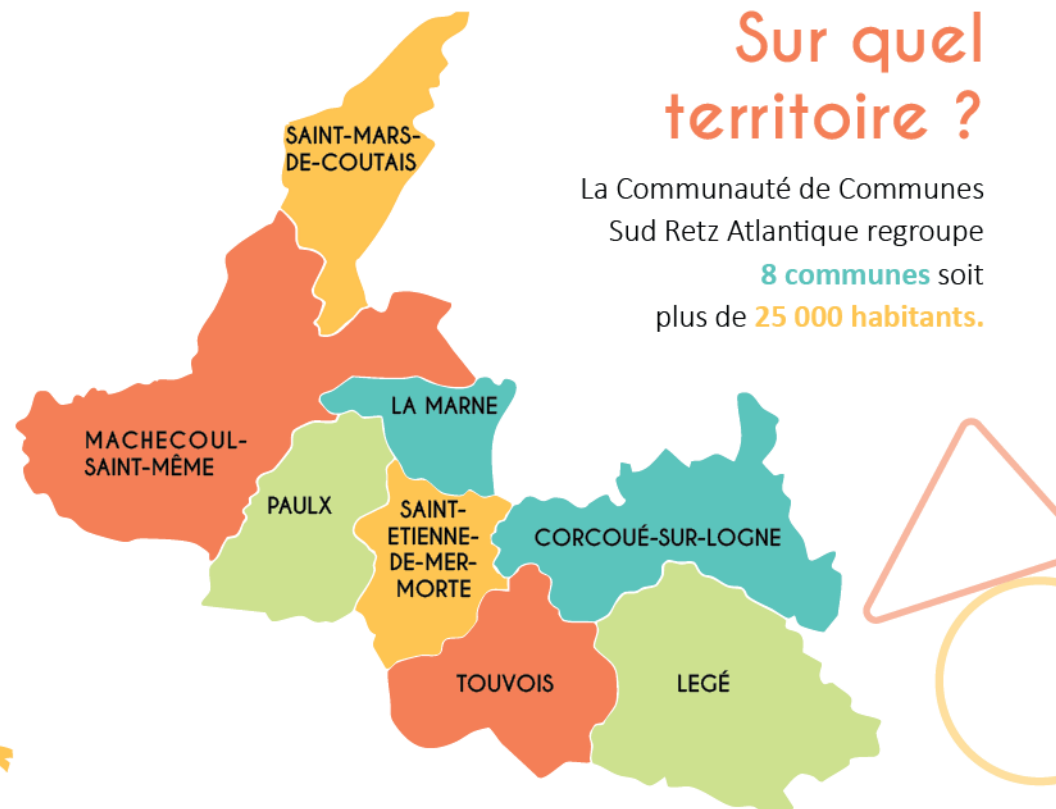 Sur quel
territoire ?
La Communauté de Communes
Sud Retz Atlantique regroupe
8 communes soit
plus de 25 000 habitants.
SAINT-MARS-
DE-COUTAIS
LA MARNE
MACHECOUL-
SAINT-MÊME
PAULX
SAINT-
ETIENNE-
DE-MER-
MORTE
CORCOUÉ-SUR-LOGNE
TOUVOIS
LEGÉ